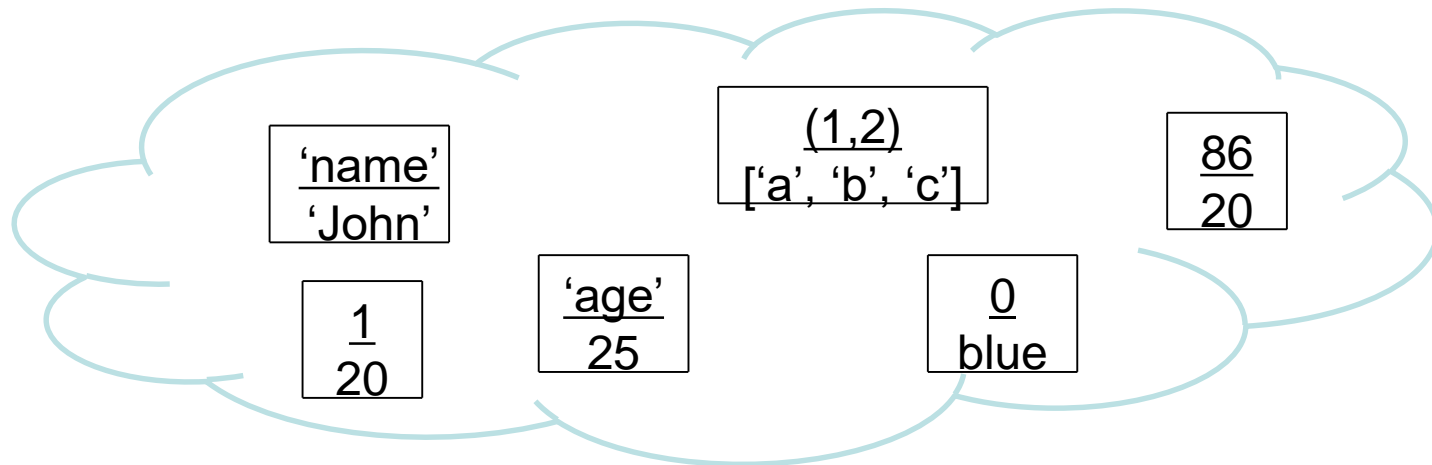 ‘name’
‘John’
(1,2)
[‘a’, ‘b’, ‘c’]
86
20
1
20
‘age’
25
0
blue